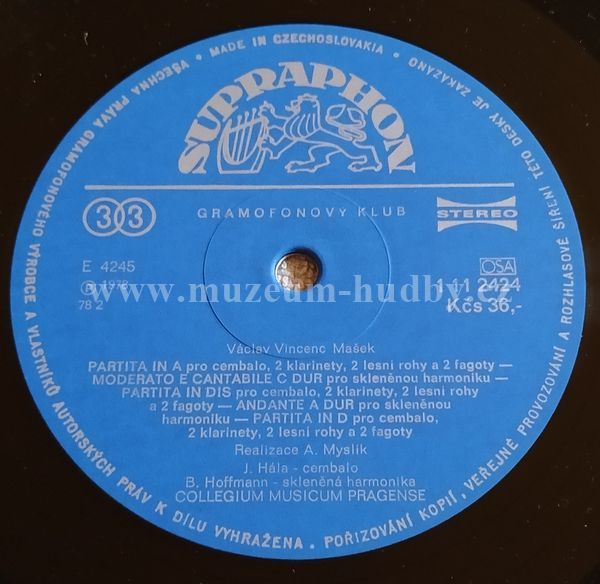 VŠECHNA PRÁVA GRAMOFONOVÉHO VÝROBCE A VLASTNÍKŮ AUTORSKÝCH PRÁV K DÍLU VYHRAŽENA . POŘIZOVÁNÍ KOPIÍ, VEŘEJNÉ PROVOZOVÁNÍ A ROZHLASOVÉ ŠÍŘENÍ TÉTO DESKY JE ZAKÁZÁNO • MADE IN CZECHOSLOVAKIA •
SUPRAPHON
33 GRAMOFONOVÝ KLUB STEREO
E 4245 OSA
Ⓟ 1978 1 11 2424
78 2 Kčs 36,-
www.muzeum-hudby.cz
Václav Vincenc Mašek
PARTITA IN A pro cembalo, 2 klarinety, 2 lesní rohy a 2 fagoty —
MODERATO E CANTABILE C DUR pro skleněnou harmoniku —
PARTITA IN DIS pro cembalo, 2 klarinety, 2 lesní rohy
a 2 fagoty — ANDANTE A DUR pro skleněnou
harmoniku — PARTITA IN D pro cembalo,
2 klarinety, 2 lesní rohy a 2 fagoty
Realizace A. Myslík
J. Hála - cembalo
B. Hoffmann - skleněná harmonika
COLLEGIUM MUSICUM PRAGENSE